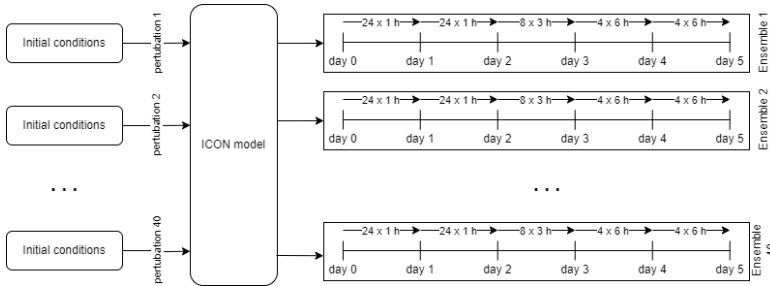 Initial conditions
pertubation 1
24 x 1 h
24 x 1 h
8 x 3 h
4 x 6 h
4 x 6 h
day 0
day 1
day 2
day 3
day 4
day 5
Ensemble 1
Initial conditions
pertubation 2
ICON model
24 x 1 h
24 x 1 h
8 x 3 h
4 x 6 h
4 x 6 h
day 0
day 1
day 2
day 3
day 4
day 5
Ensemble 2
...
...
Initial conditions
pertubation 40
24 x 1 h
24 x 1 h
8 x 3 h
4 x 6 h
4 x 6 h
day 0
day 1
day 2
day 3
day 4
day 5
Ensemble